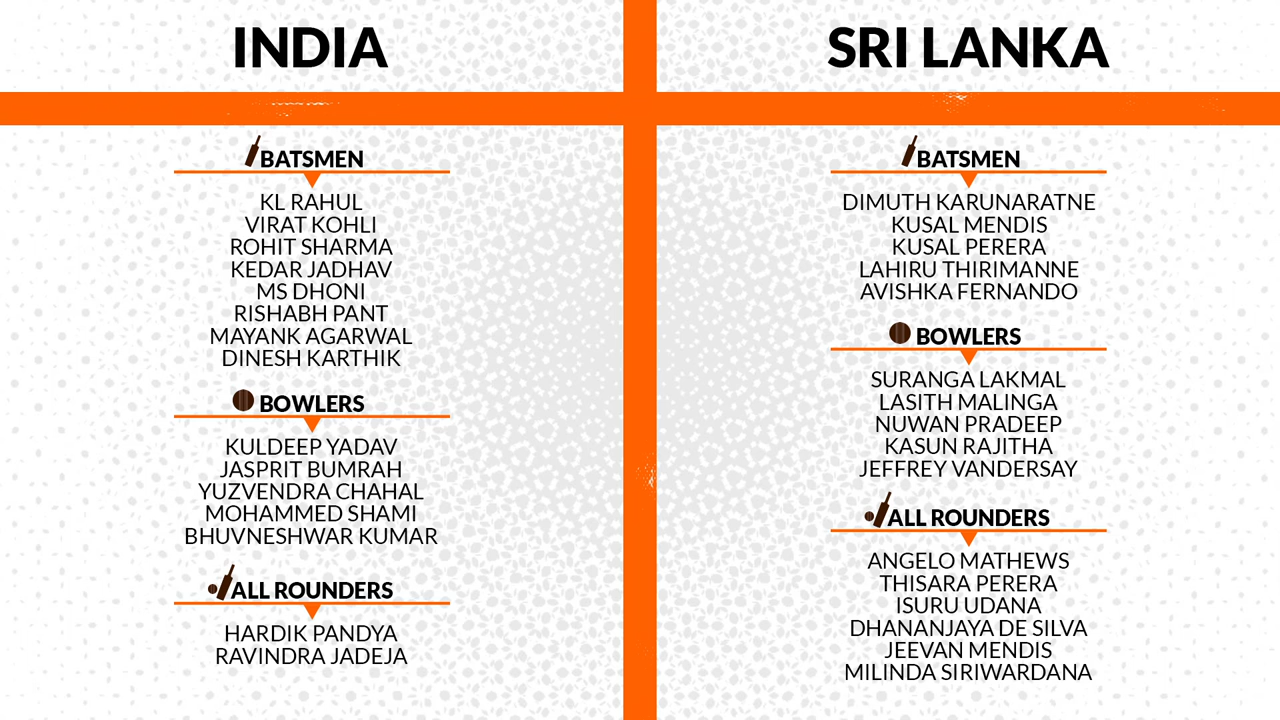 INDIA
BATSMEN
KL RAHUL
VIRAT KOHLI
ROHIT SHARMA
KEDAR JADHAV
MS DHONI
RISHABH PANT
MAYANK AGARWAL
DINESH KARTHIK
BOWLERS
KULDEEP YADAV
JASPRIT BUMRAH
YUZVENDRA CHAHAL
MOHAMMED SHAMI
BHUVNESHWAR KUMAR
ALL ROUNDERS
HARDIK PANDYA
RAVINDRA JADEJA
SRI LANKA
BATSMEN
DIMUTH KARUNARATNE
KUSAL MENDIS
KUSAL PERERA
LAHIRU THIRIMANNE
AVISHKA FERNANDO
BOWLERS
SURANGA LAKMAL
LASITH MALINGA
NUWAN PRADEEP
KASUN RAJITHA
JEFFREY VANDERSAY
ALL ROUNDERS
ANGELO MATHEWS
THISARA PERERA
ISURU UDANA
DHANANJAYA DE SILVA
JEEVAN MENDIS
MILINDA SIRIWARDANA